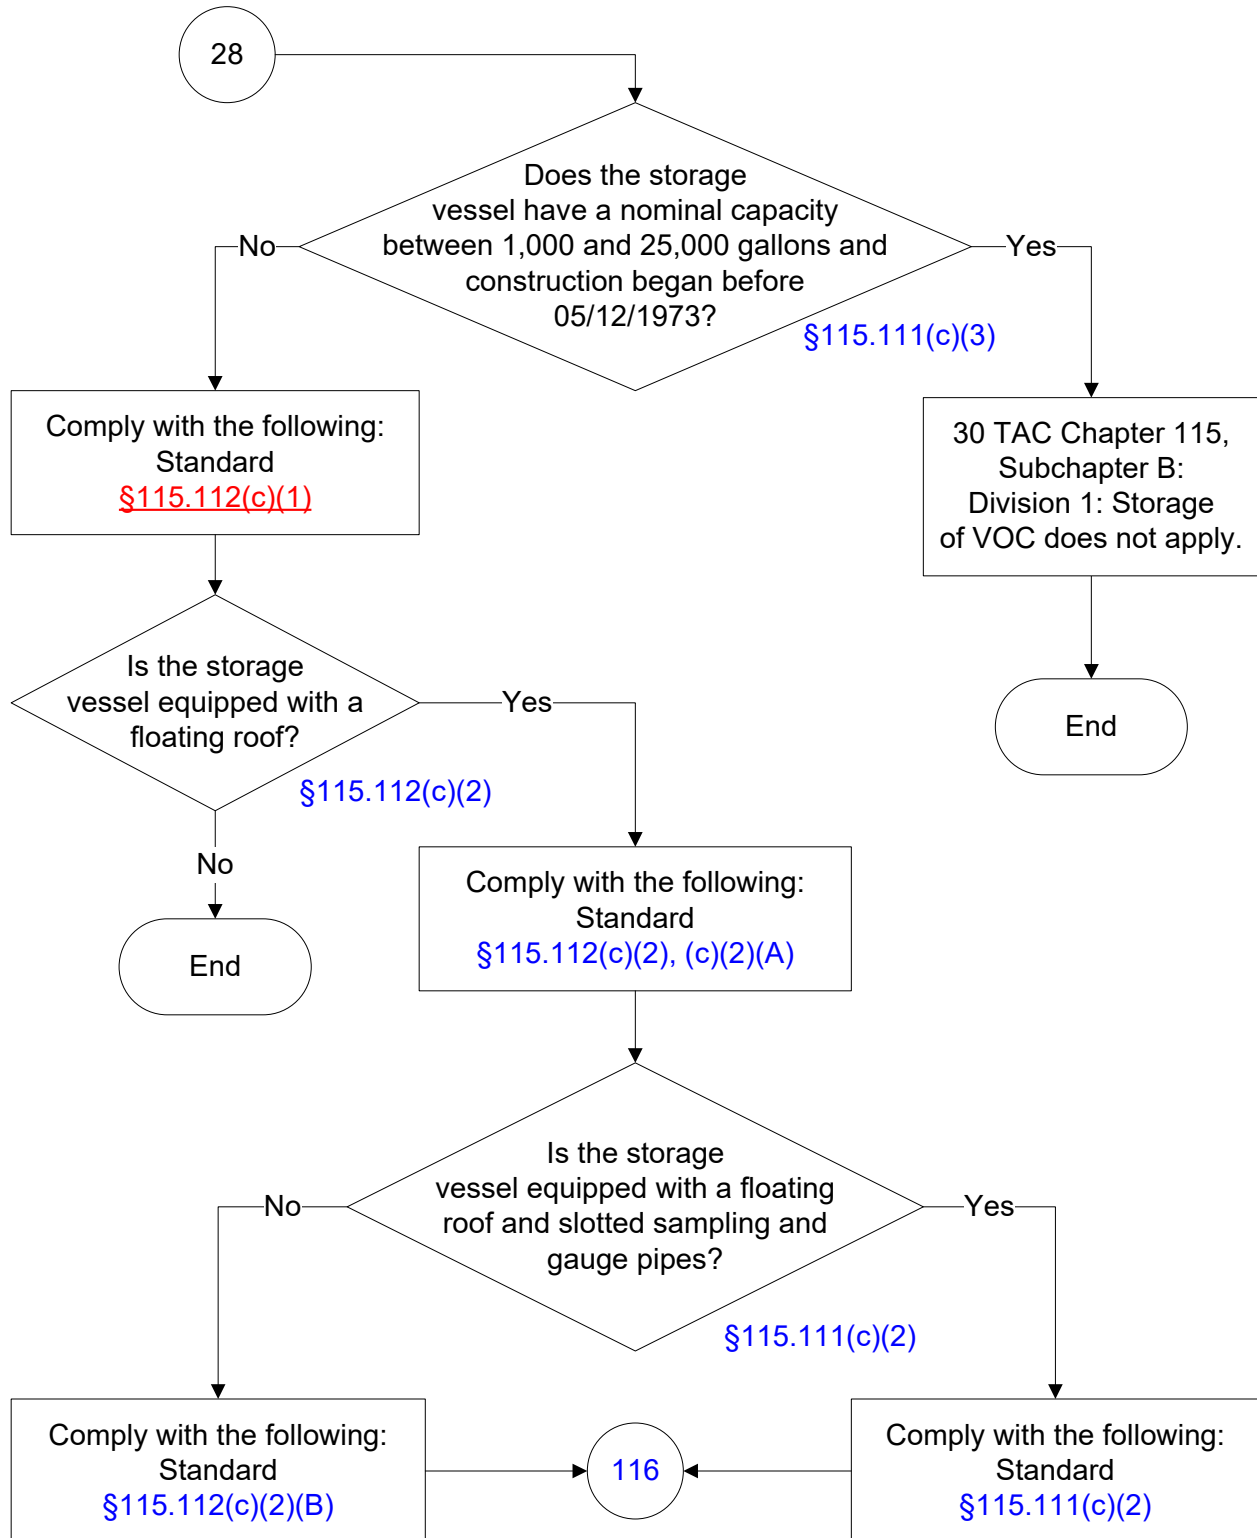 28
Does the storage
vessel have a nominal capacity
between 1,000 and 25,000 gallons and
construction began before
05/12/1973?
No
Yes
§115.111(c)(3)
Comply with the following:
Standard
§115.112(c)(1)
30 TAC Chapter 115,
Subchapter B:
Division 1: Storage
of VOC does not apply.
Is the storage
vessel equipped with a
floating roof?
Yes
End
§115.112(c)(2)
No
Comply with the following:
Standard
§115.112(c)(2), (c)(2)(A)
End
Is the storage
vessel equipped with a floating
roof and slotted sampling and
gauge pipes?
No
Yes
§115.111(c)(2)
Comply with the following:
Standard
§115.112(c)(2)(B)
116
Comply with the following:
Standard
§115.111(c)(2)